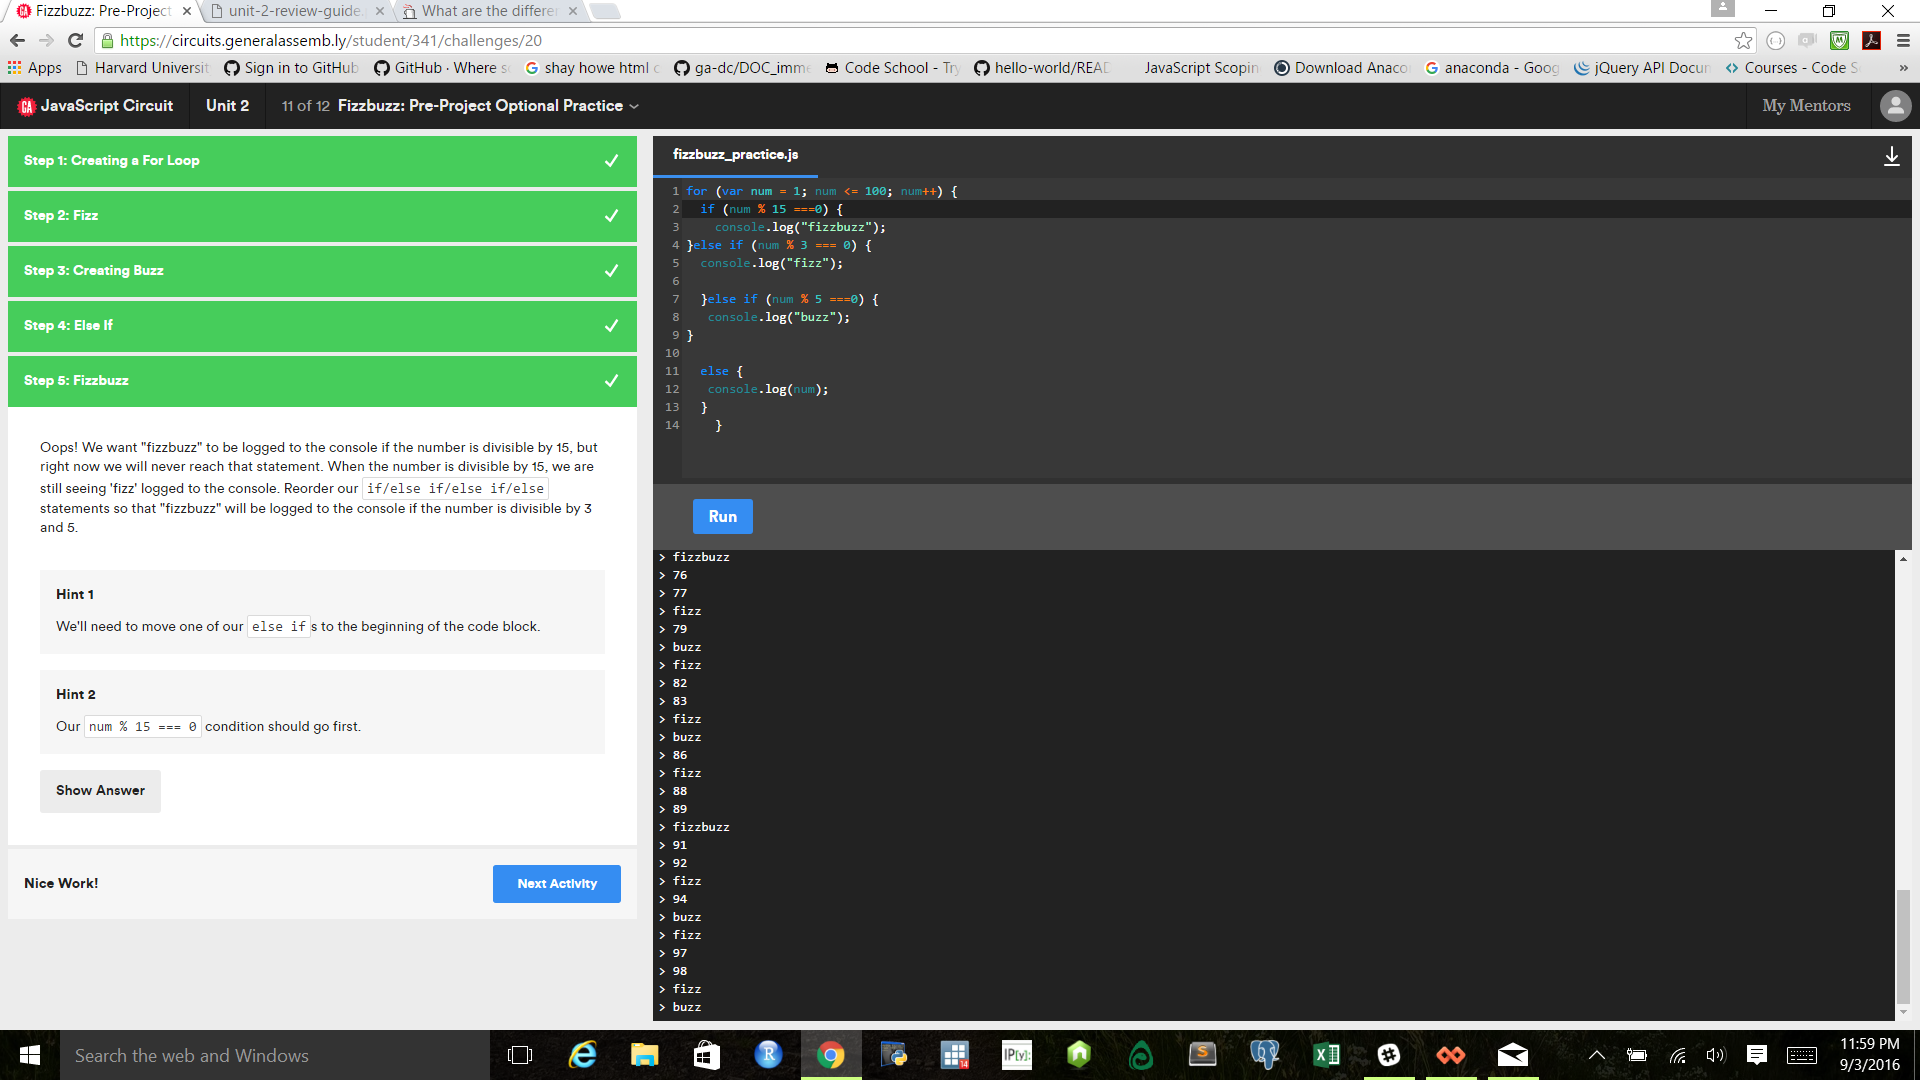 Fizzbuzz: Pre-Project
unit-2-review-guide.
What are the differen
https://circuits.generalassemb.ly/student/341/challenges/20
Apps
Harvard Universit
Sign in to GitHub
GitHub · Where s
shay howe html c
ga-dc/DOC_imme
Code School - Try
hello-world/READ
JavaScript Scopin
Download Anaco
anaconda - Goog
jQuery API Docum
Courses - Code S
»
GA JavaScript Circuit
Unit 2
11 of 12 Fizzbuzz: Pre-Project Optional Practice
My Mentors
Step 1: Creating a For Loop
Step 2: Fizz
Step 3: Creating Buzz
Step 4: Else If
Step 5: Fizzbuzz
Oops! We want "fizzbuzz" to be logged to the console if the number is divisible by 15, but
right now we will never reach that statement. When the number is divisible by 15, we are
still seeing 'fizz' logged to the console. Reorder our if/else if/else if/else
statements so that "fizzbuzz" will be logged to the console if the number is divisible by 3
and 5.
Hint 1
We'll need to move one of our else if s to the beginning of the code block.
Hint 2
Our num % 15 === 0 condition should go first.
Show Answer
Nice Work!
Next Activity
fizzbuzz_practice.js
1 for (var num = 1; num <= 100; num++) {
2 if (num % 15 ===0) {
3 console.log("fizzbuzz");
4 }else if (num % 3 === 0) {
5 console.log("fizz");
6
7 }else if (num % 5 ===0) {
8 console.log("buzz");
9 }
10
11 else {
12 console.log(num);
13 }
14 }
Run
> fizzbuzz
> 76
> 77
> fizz
> 79
> buzz
> fizz
> 82
> 83
> fizz
> buzz
> 86
> fizz
> 88
> 89
> fizzbuzz
> 91
> 92
> fizz
> 94
> buzz
> fizz
> 97
> 98
> fizz
> buzz
Search the web and Windows
14
IP[y]:
11:59 PM
9/3/2016